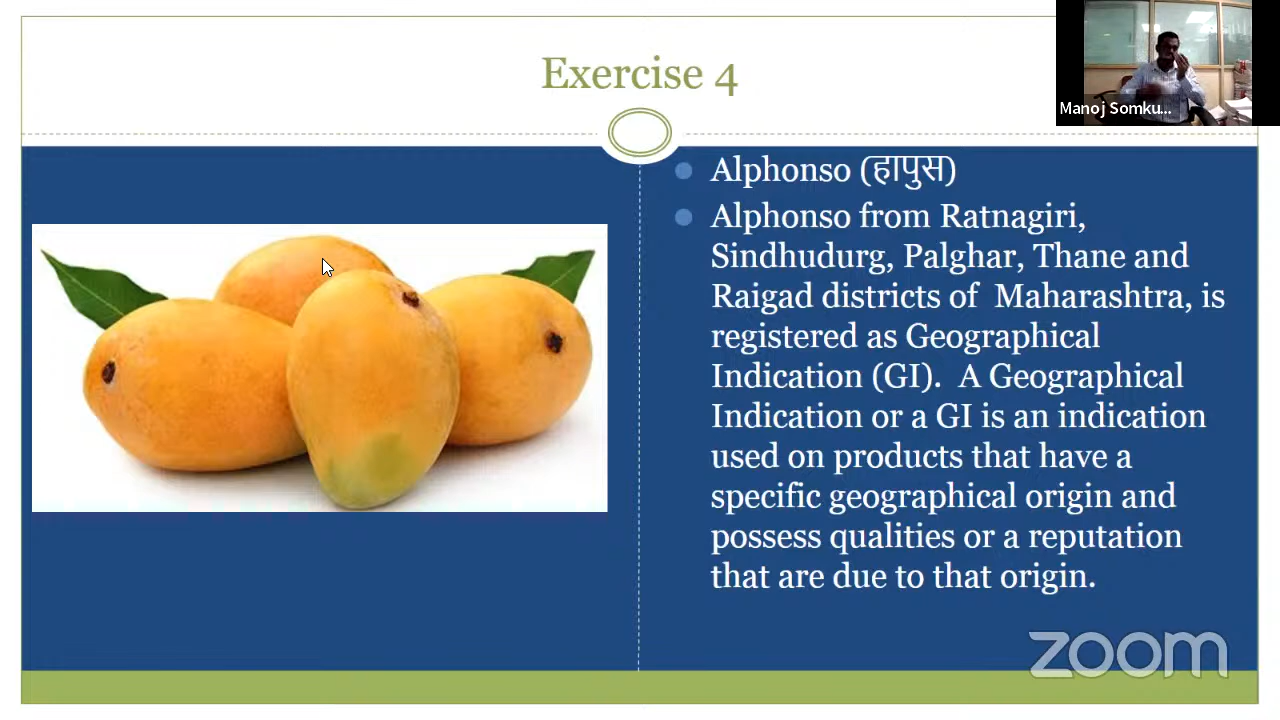 Exercise 4
Manoj Somku...
Alphonso (हापुस)
Alphonso from Ratnagiri,
Sindhudurg, Palghar, Thane and
Raigad districts of  Maharashtra, is
registered as Geographical
Indication (GI).  A Geographical
Indication or a GI is an indication
used on products that have a
specific geographical origin and
possess qualities or a reputation
that are due to that origin.
zoom